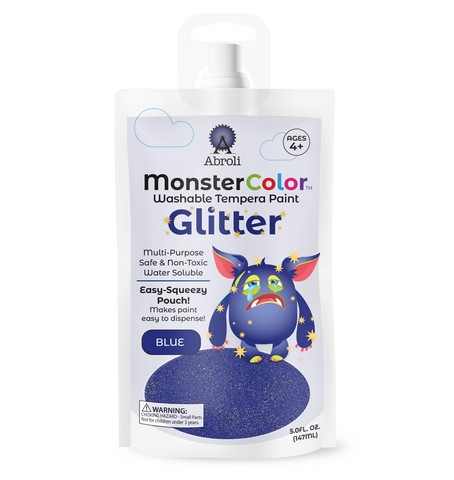 Abroli
AGES
4+
MonsterColor™
Washable Tempera Paint
Glitter
Multi-Purpose
Safe & Non-Toxic
Water Soluble
Easy-Squeezy
Pouch!
Makes paint
easy to dispense!
BLUE
WARNING:
CHOKING HAZARD - Small Parts
Not for children under 3 years.
5.0FL. OZ.
(147ML)